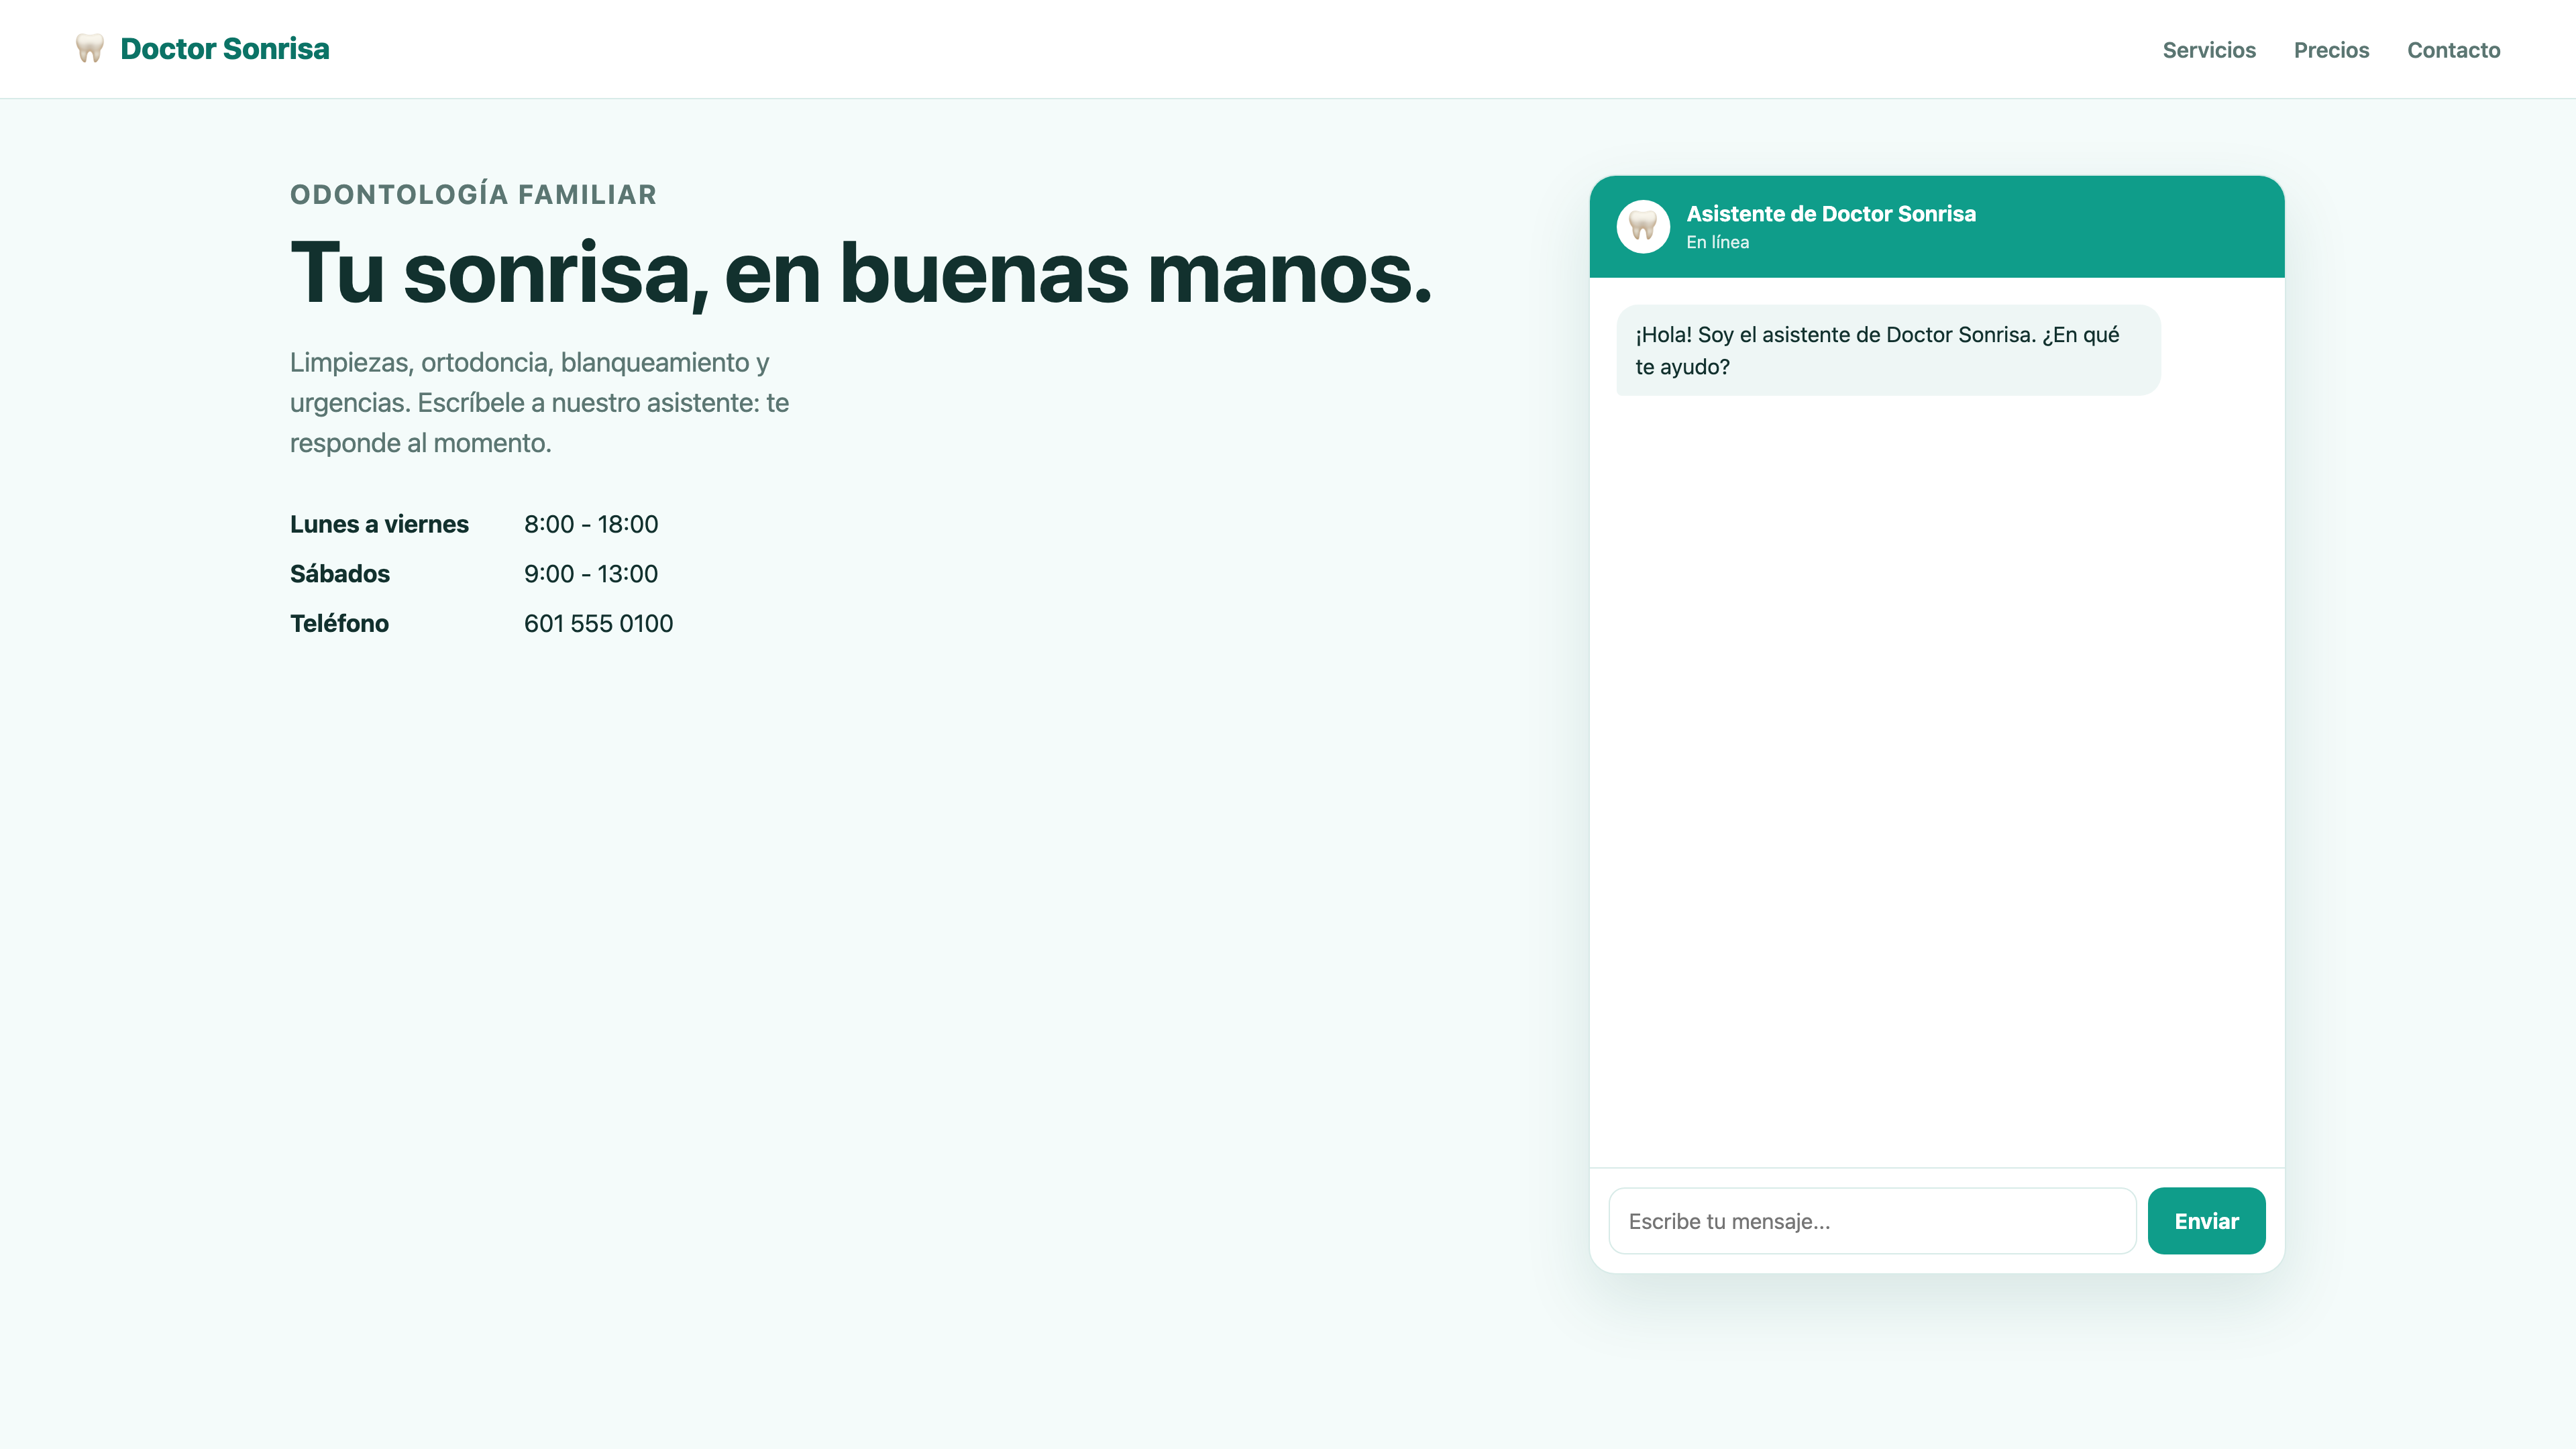 Doctor Sonrisa
Servicios
Precios
Contacto
ODONTOLOGÍA FAMILIAR
Tu sonrisa, en buenas manos.
Limpiezas, ortodoncia, blanqueamiento y
urgencias. Escríbele a nuestro asistente: te
responde al momento.
Lunes a viernes 8:00 - 18:00
Sábados 9:00 - 13:00
Teléfono 601 555 0100
Asistente de Doctor Sonrisa
En línea
¡Hola! Soy el asistente de Doctor Sonrisa. ¿En qué
te ayudo?
Escribe tu mensaje...
Enviar